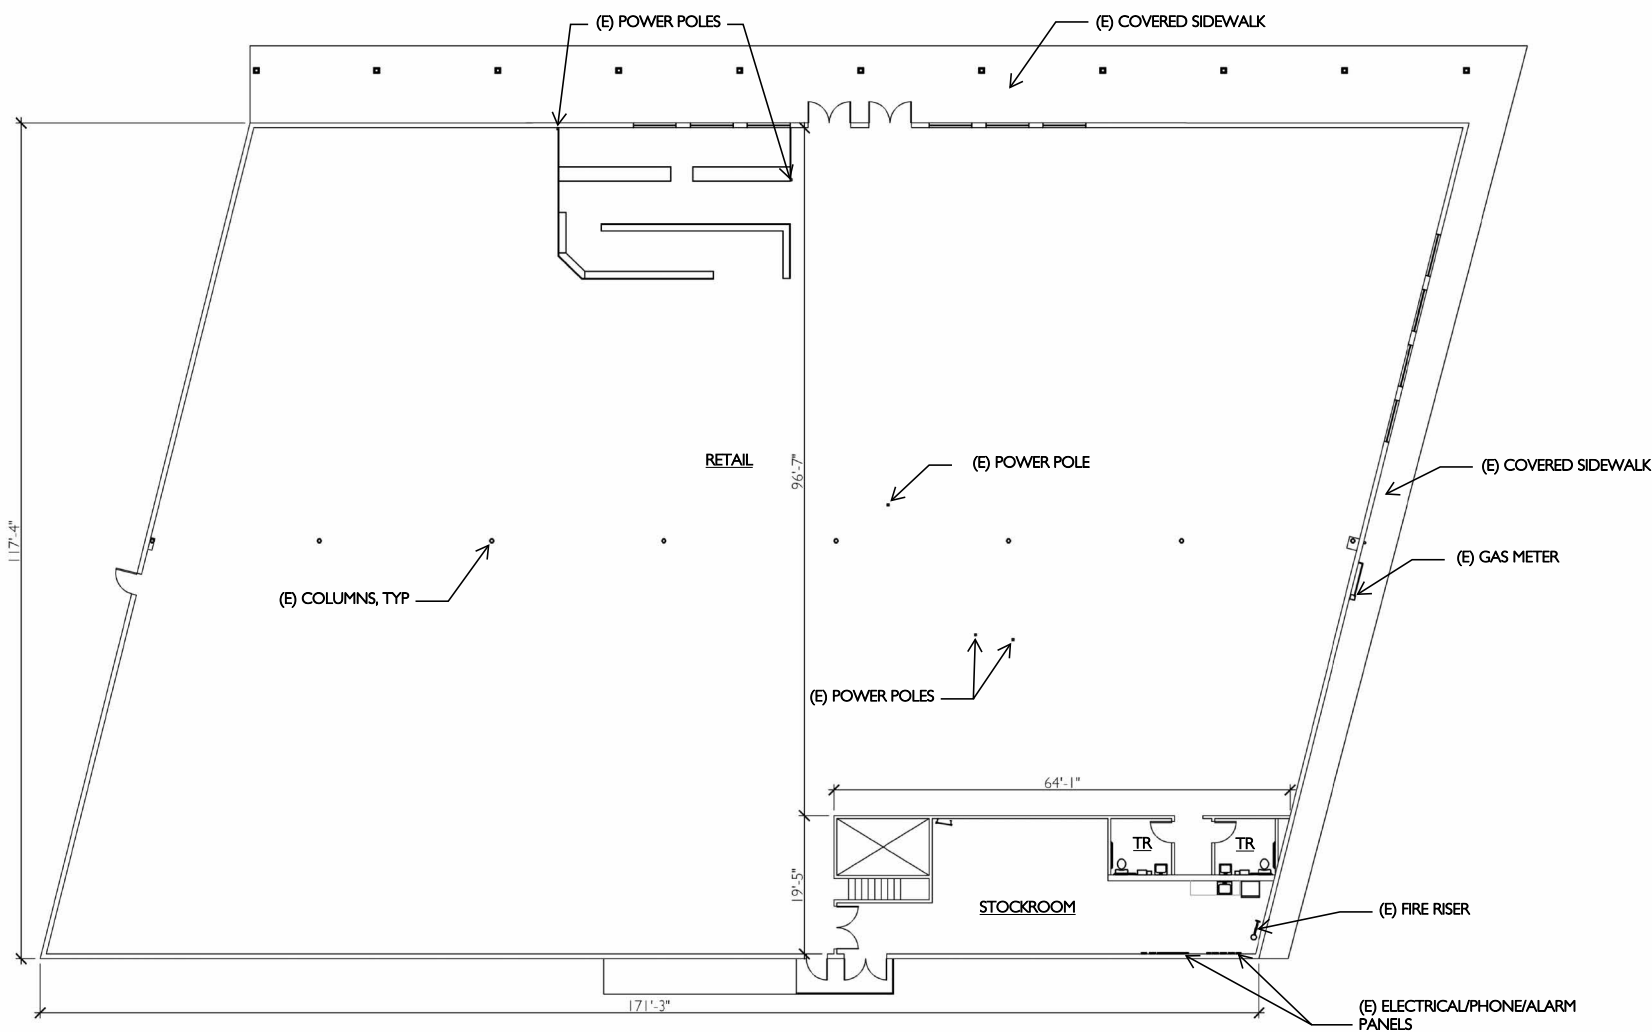 (E) POWER POLES
(E) COVERED SIDEWALK
RETAIL
96'-7"
(E) POWER POLE
(E) COVERED SIDEWALK
117'-4"
(E) GAS METER
(E) COLUMNS, TYP
(E) POWER POLES
64'-1"
TR
TR
19'-5"
STOCKROOM
(E) FIRE RISER
171'-3"
(E) ELECTRICAL/PHONE/ALARM
PANELS